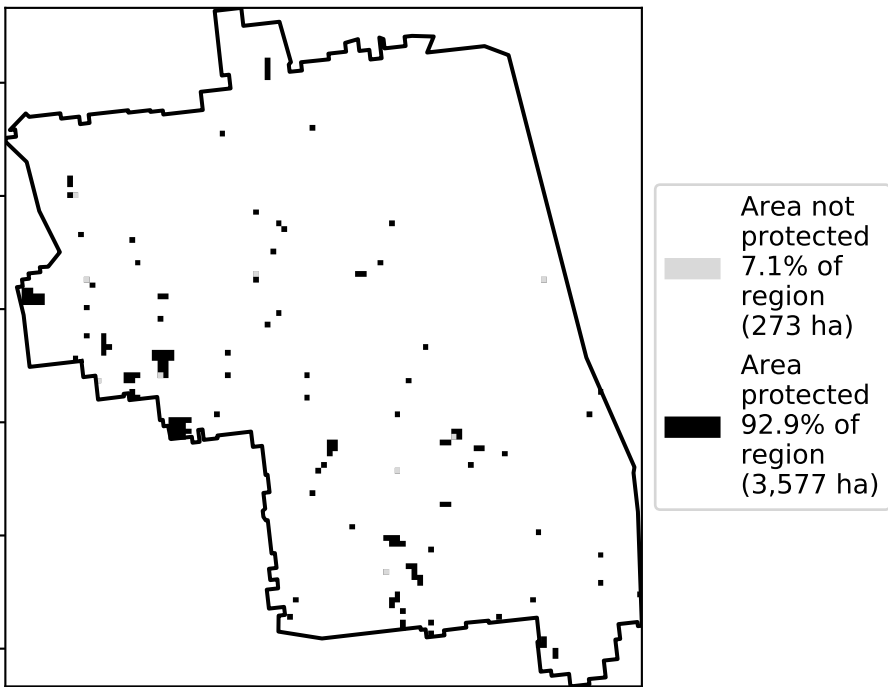 Area not
protected
7.1% of
region
(273 ha)
Area
protected
92.9% of
region
(3,577 ha)